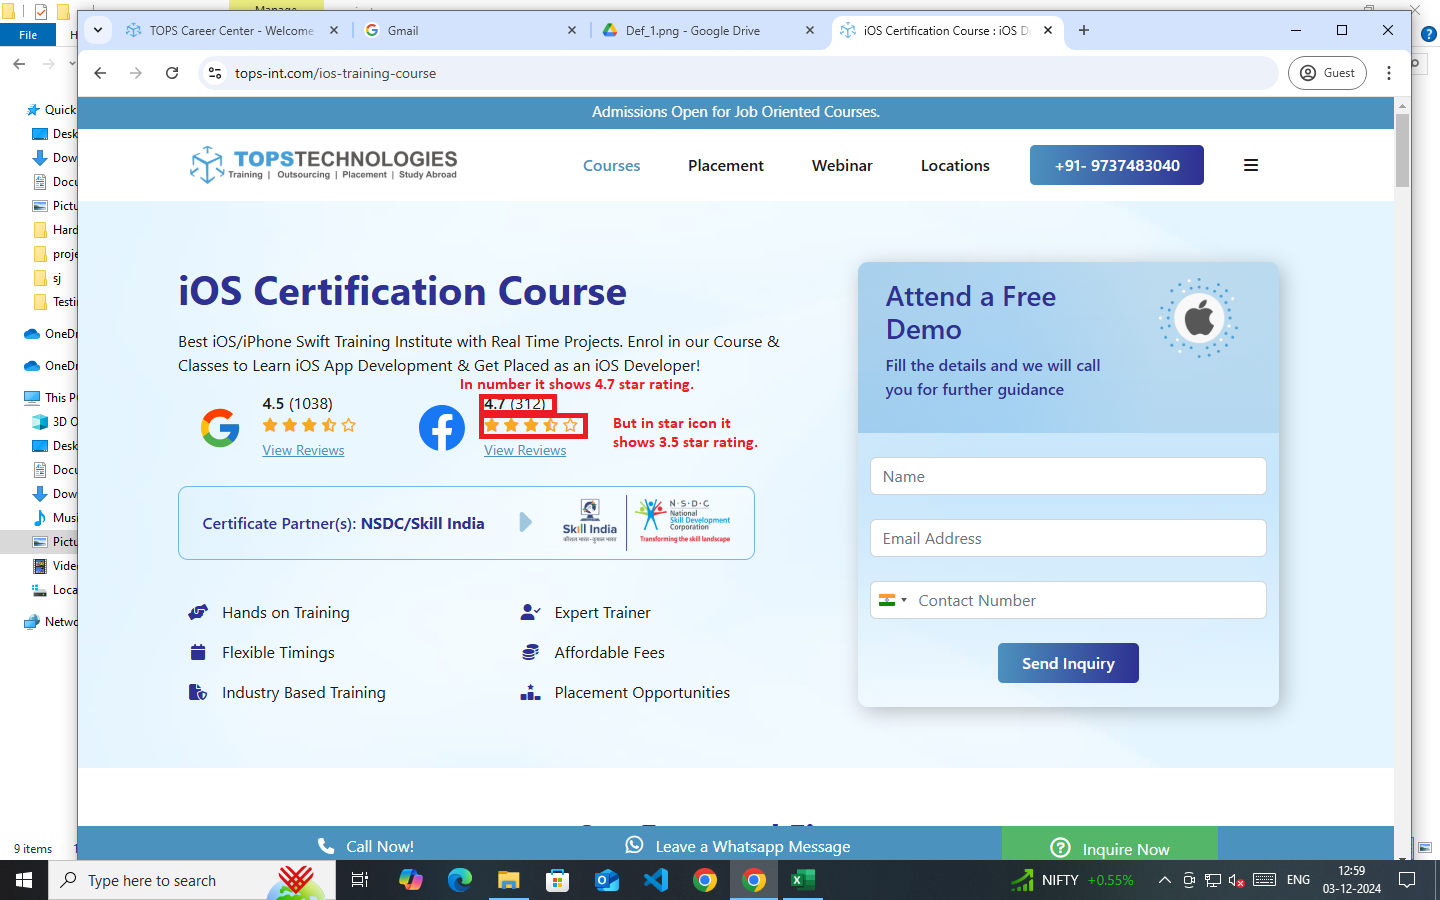 Manage
File
TOPS Career Center - Welcome
Gmail
Def_1.png - Google Drive
iOS Certification Course : iOS D
tops-int.com/ios-training-course
Guest
Quick
Desk
Dow
Docu
Pictu
Hard
proje
sj
Testi
OneDr
OneDr
This P
3D O
Desk
Docu
Dow
Musi
Pictu
Vide
Loca
Netwo
9 items
Admissions Open for Job Oriented Courses.
TOPSTECHNOLOGIES
Training | Outsourcing | Placement | Study Abroad
Courses
Placement
Webinar
Locations
+91- 9737483040
iOS Certification Course
Best iOS/iPhone Swift Training Institute with Real Time Projects. Enrol in our Course &
Classes to Learn iOS App Development & Get Placed as an iOS Developer!
In number it shows 4.7 star rating.
4.5 (1038)
View Reviews
4.7 (312)
View Reviews
But in star icon it
shows 3.5 star rating.
Certificate Partner(s): NSDC/Skill India
Skill India
कौशल भारत-कुशल भारत
N·S·D·C
National
Skill Development
Corporation
Transforming the skill landscape
Hands on Training
Expert Trainer
Flexible Timings
Affordable Fees
Industry Based Training
Placement Opportunities
Attend a Free
Demo
Fill the details and we will call
you for further guidance
Name
Email Address
Contact Number
Send Inquiry
Call Now!
Leave a Whatsapp Message
Inquire Now
Type here to search
NIFTY +0.55%
ENG
12:59
03-12-2024